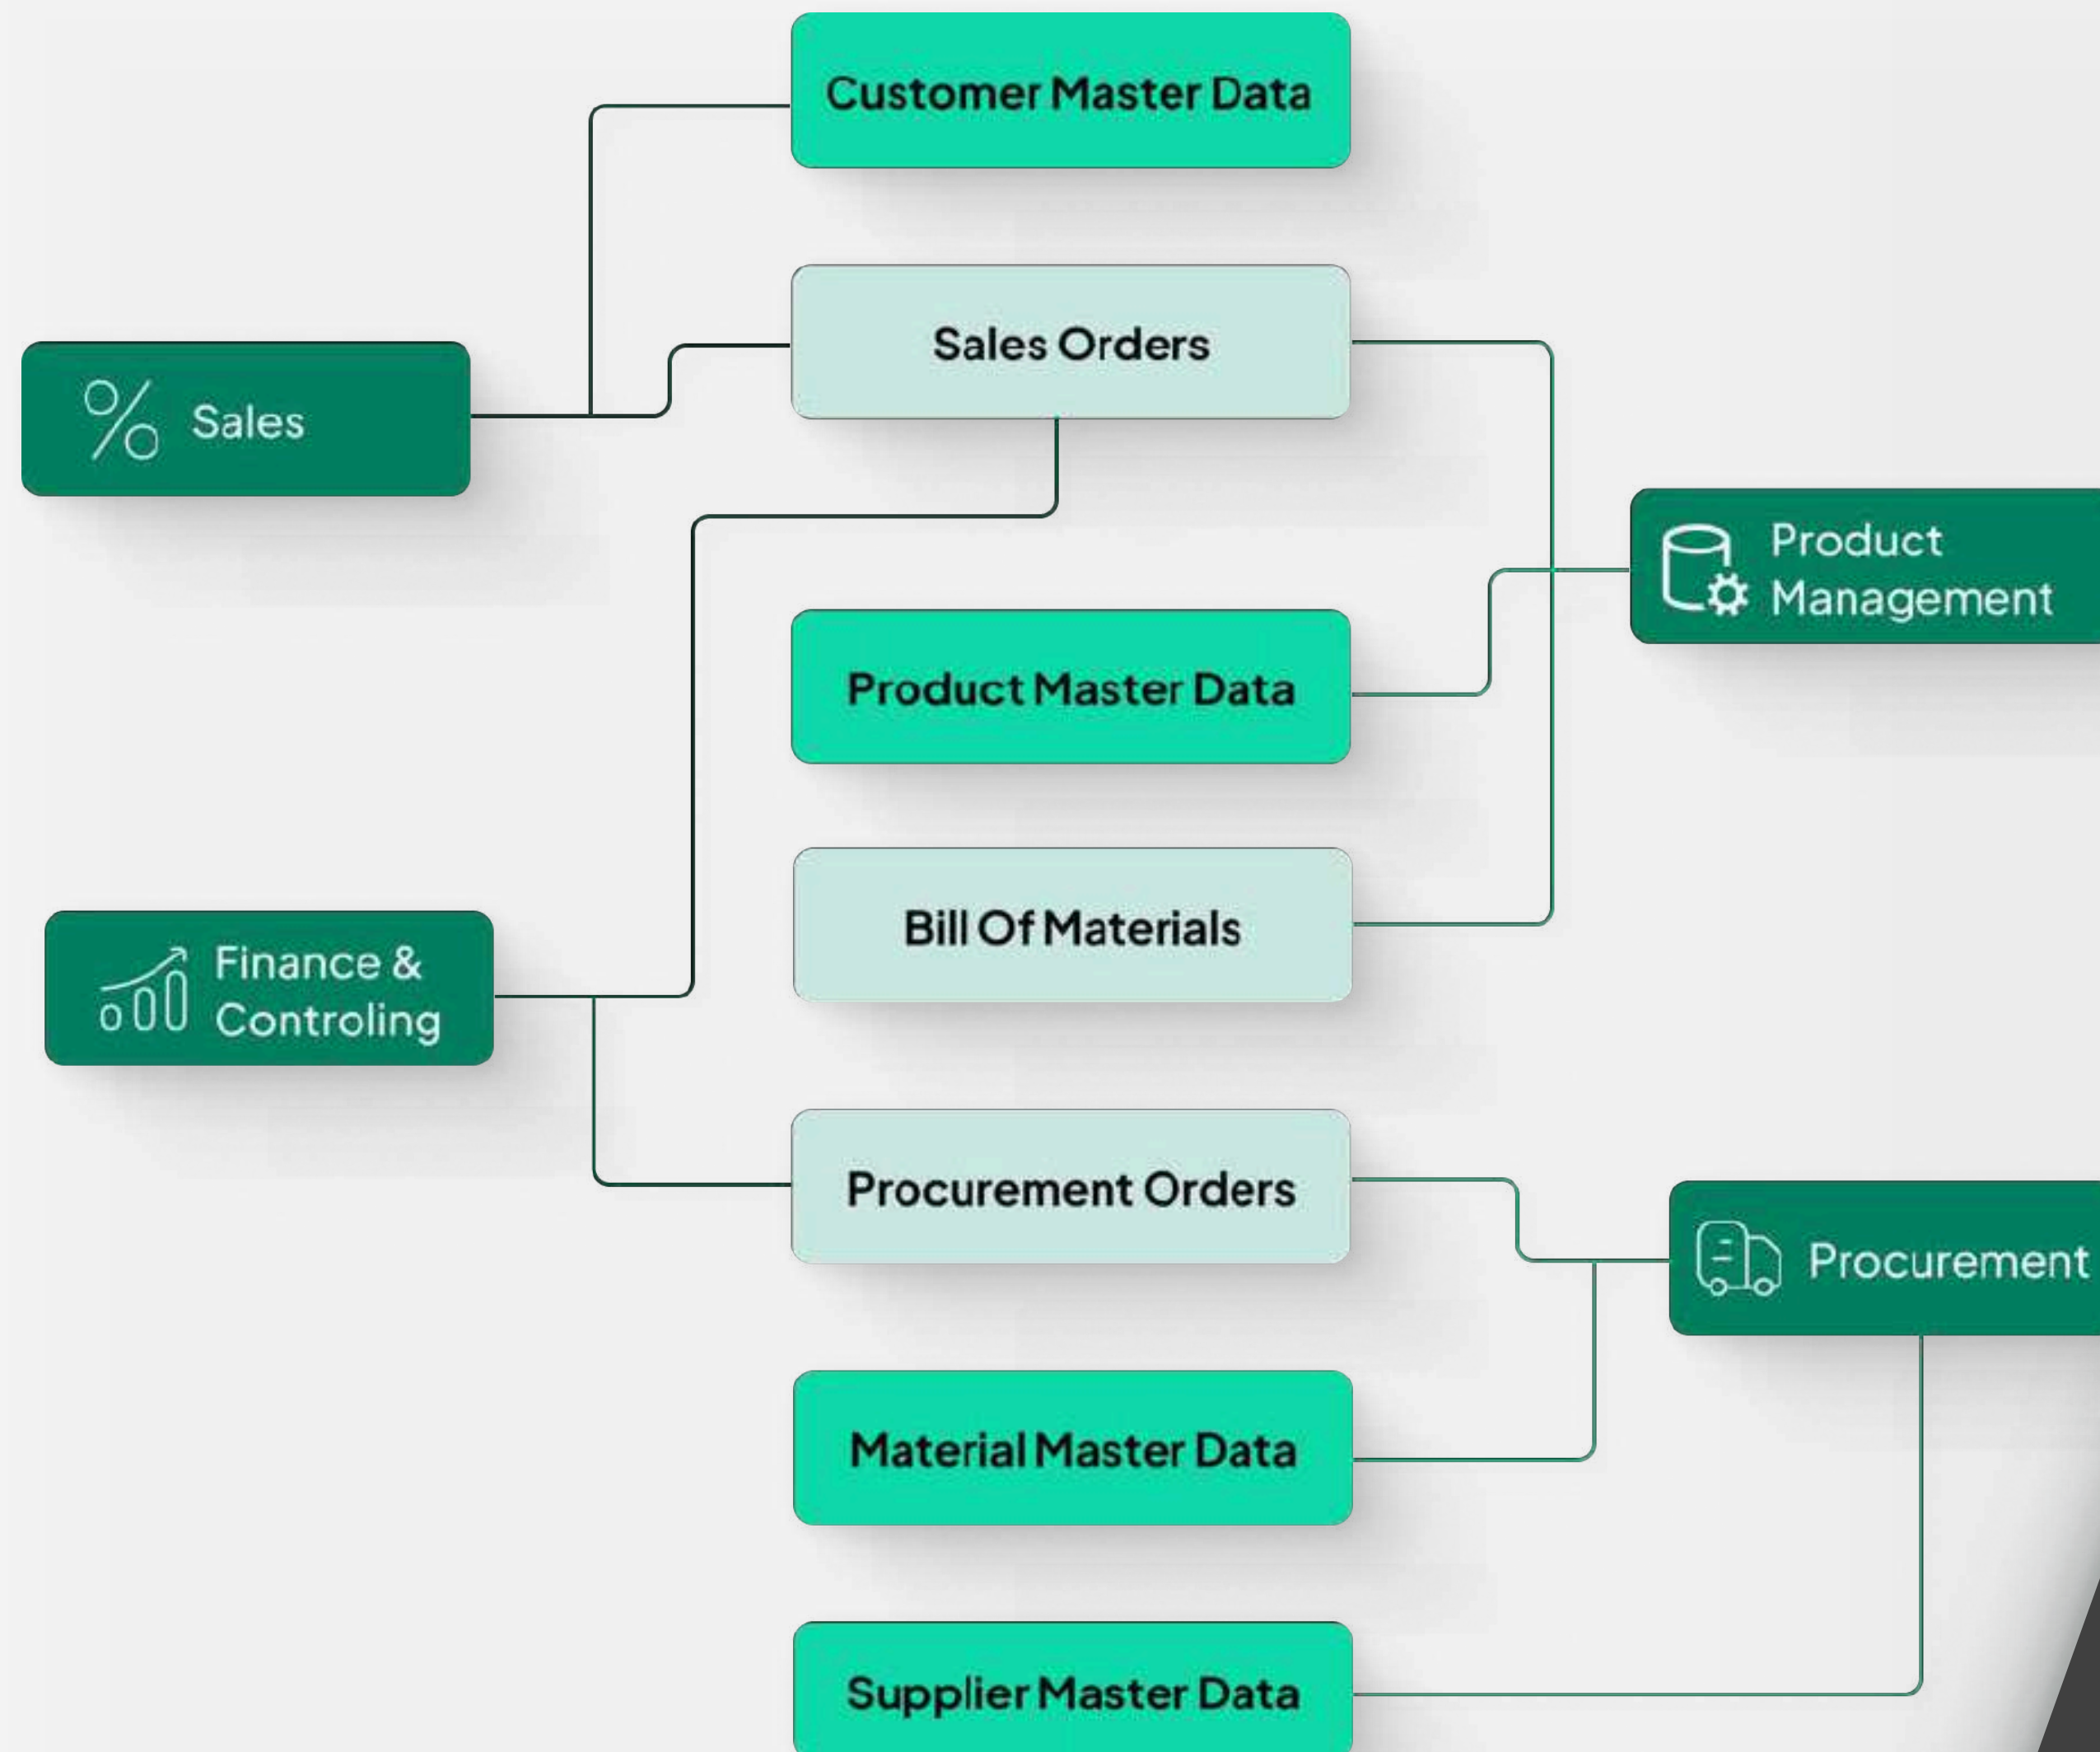 Customer Master Data
Sales Orders
Sales
Product
Management
Product Master Data
Bill Of Materials
Finance &
Controling
Procurement Orders
Procurement
Material Master Data
Supplier Master Data